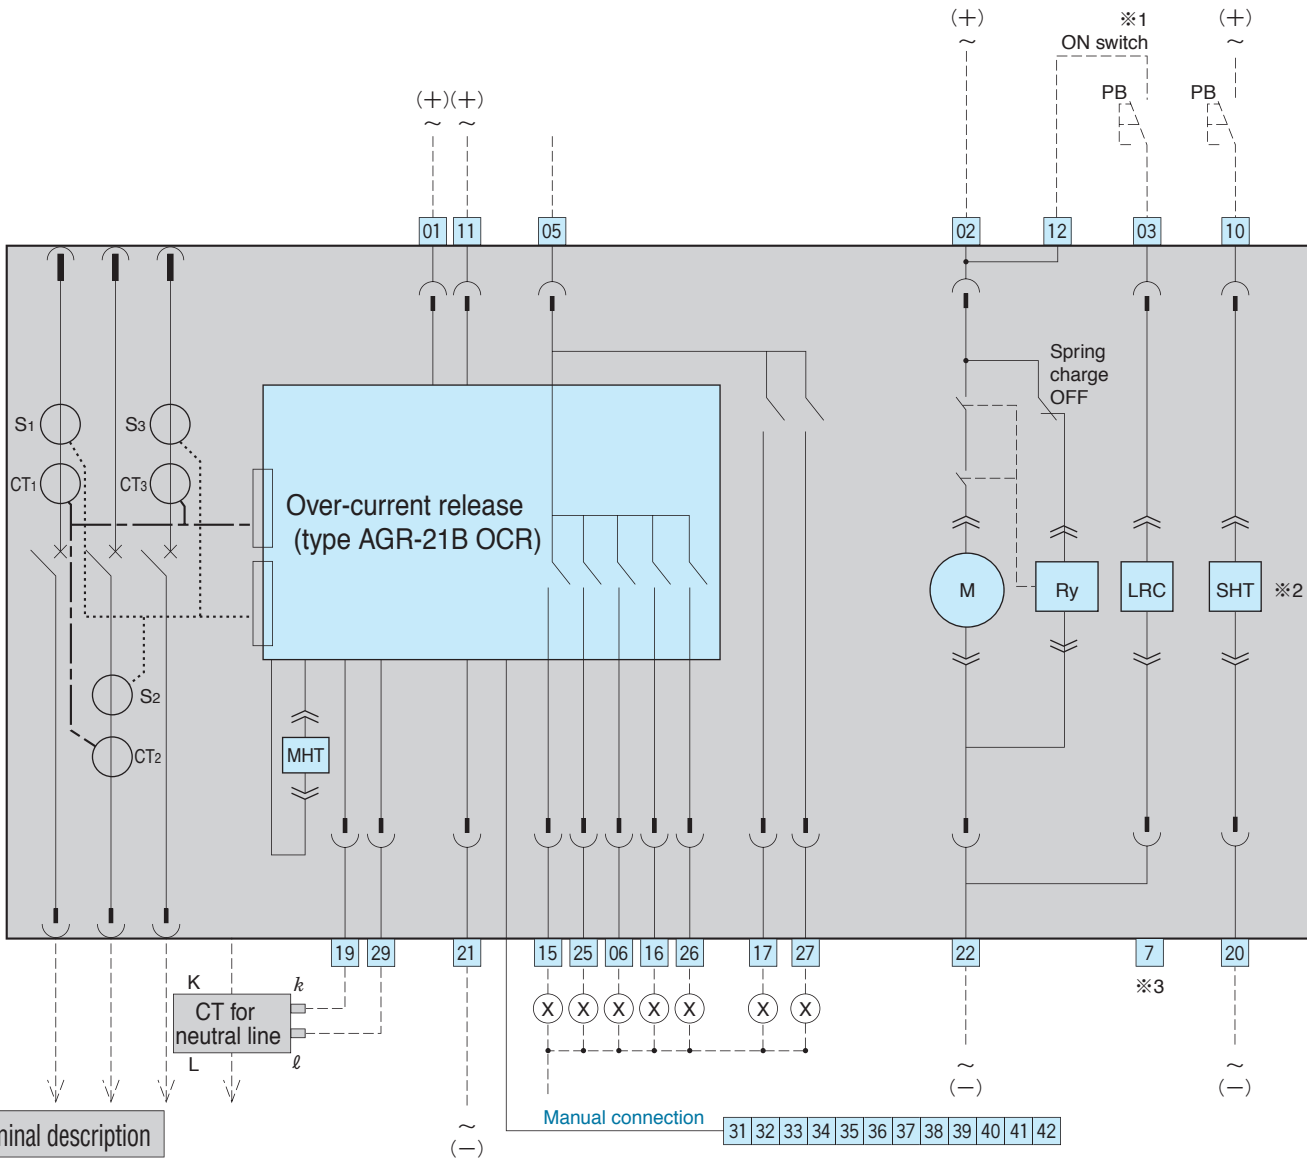 (+) ※1 (+)
~ ON switch ~
PB PB
(+) (+)
~ ~
01 11 05 02 12 03 10
Spring
charge
OFF
S1 S3
CT1 CT3
Over-current release
(type AGR-21B OCR)
M Ry LRC SHT ※2
S2
MHT
CT2
19 29 21 15 25 06 16 26 17 27 22 7 20
K k ※3
CT for
neutral line
X X X X X X X
L ℓ
~ ~
(−) (−)
Manual connection
31 32 33 34 35 36 37 38 39 40 41 42
~
(−)
minal description